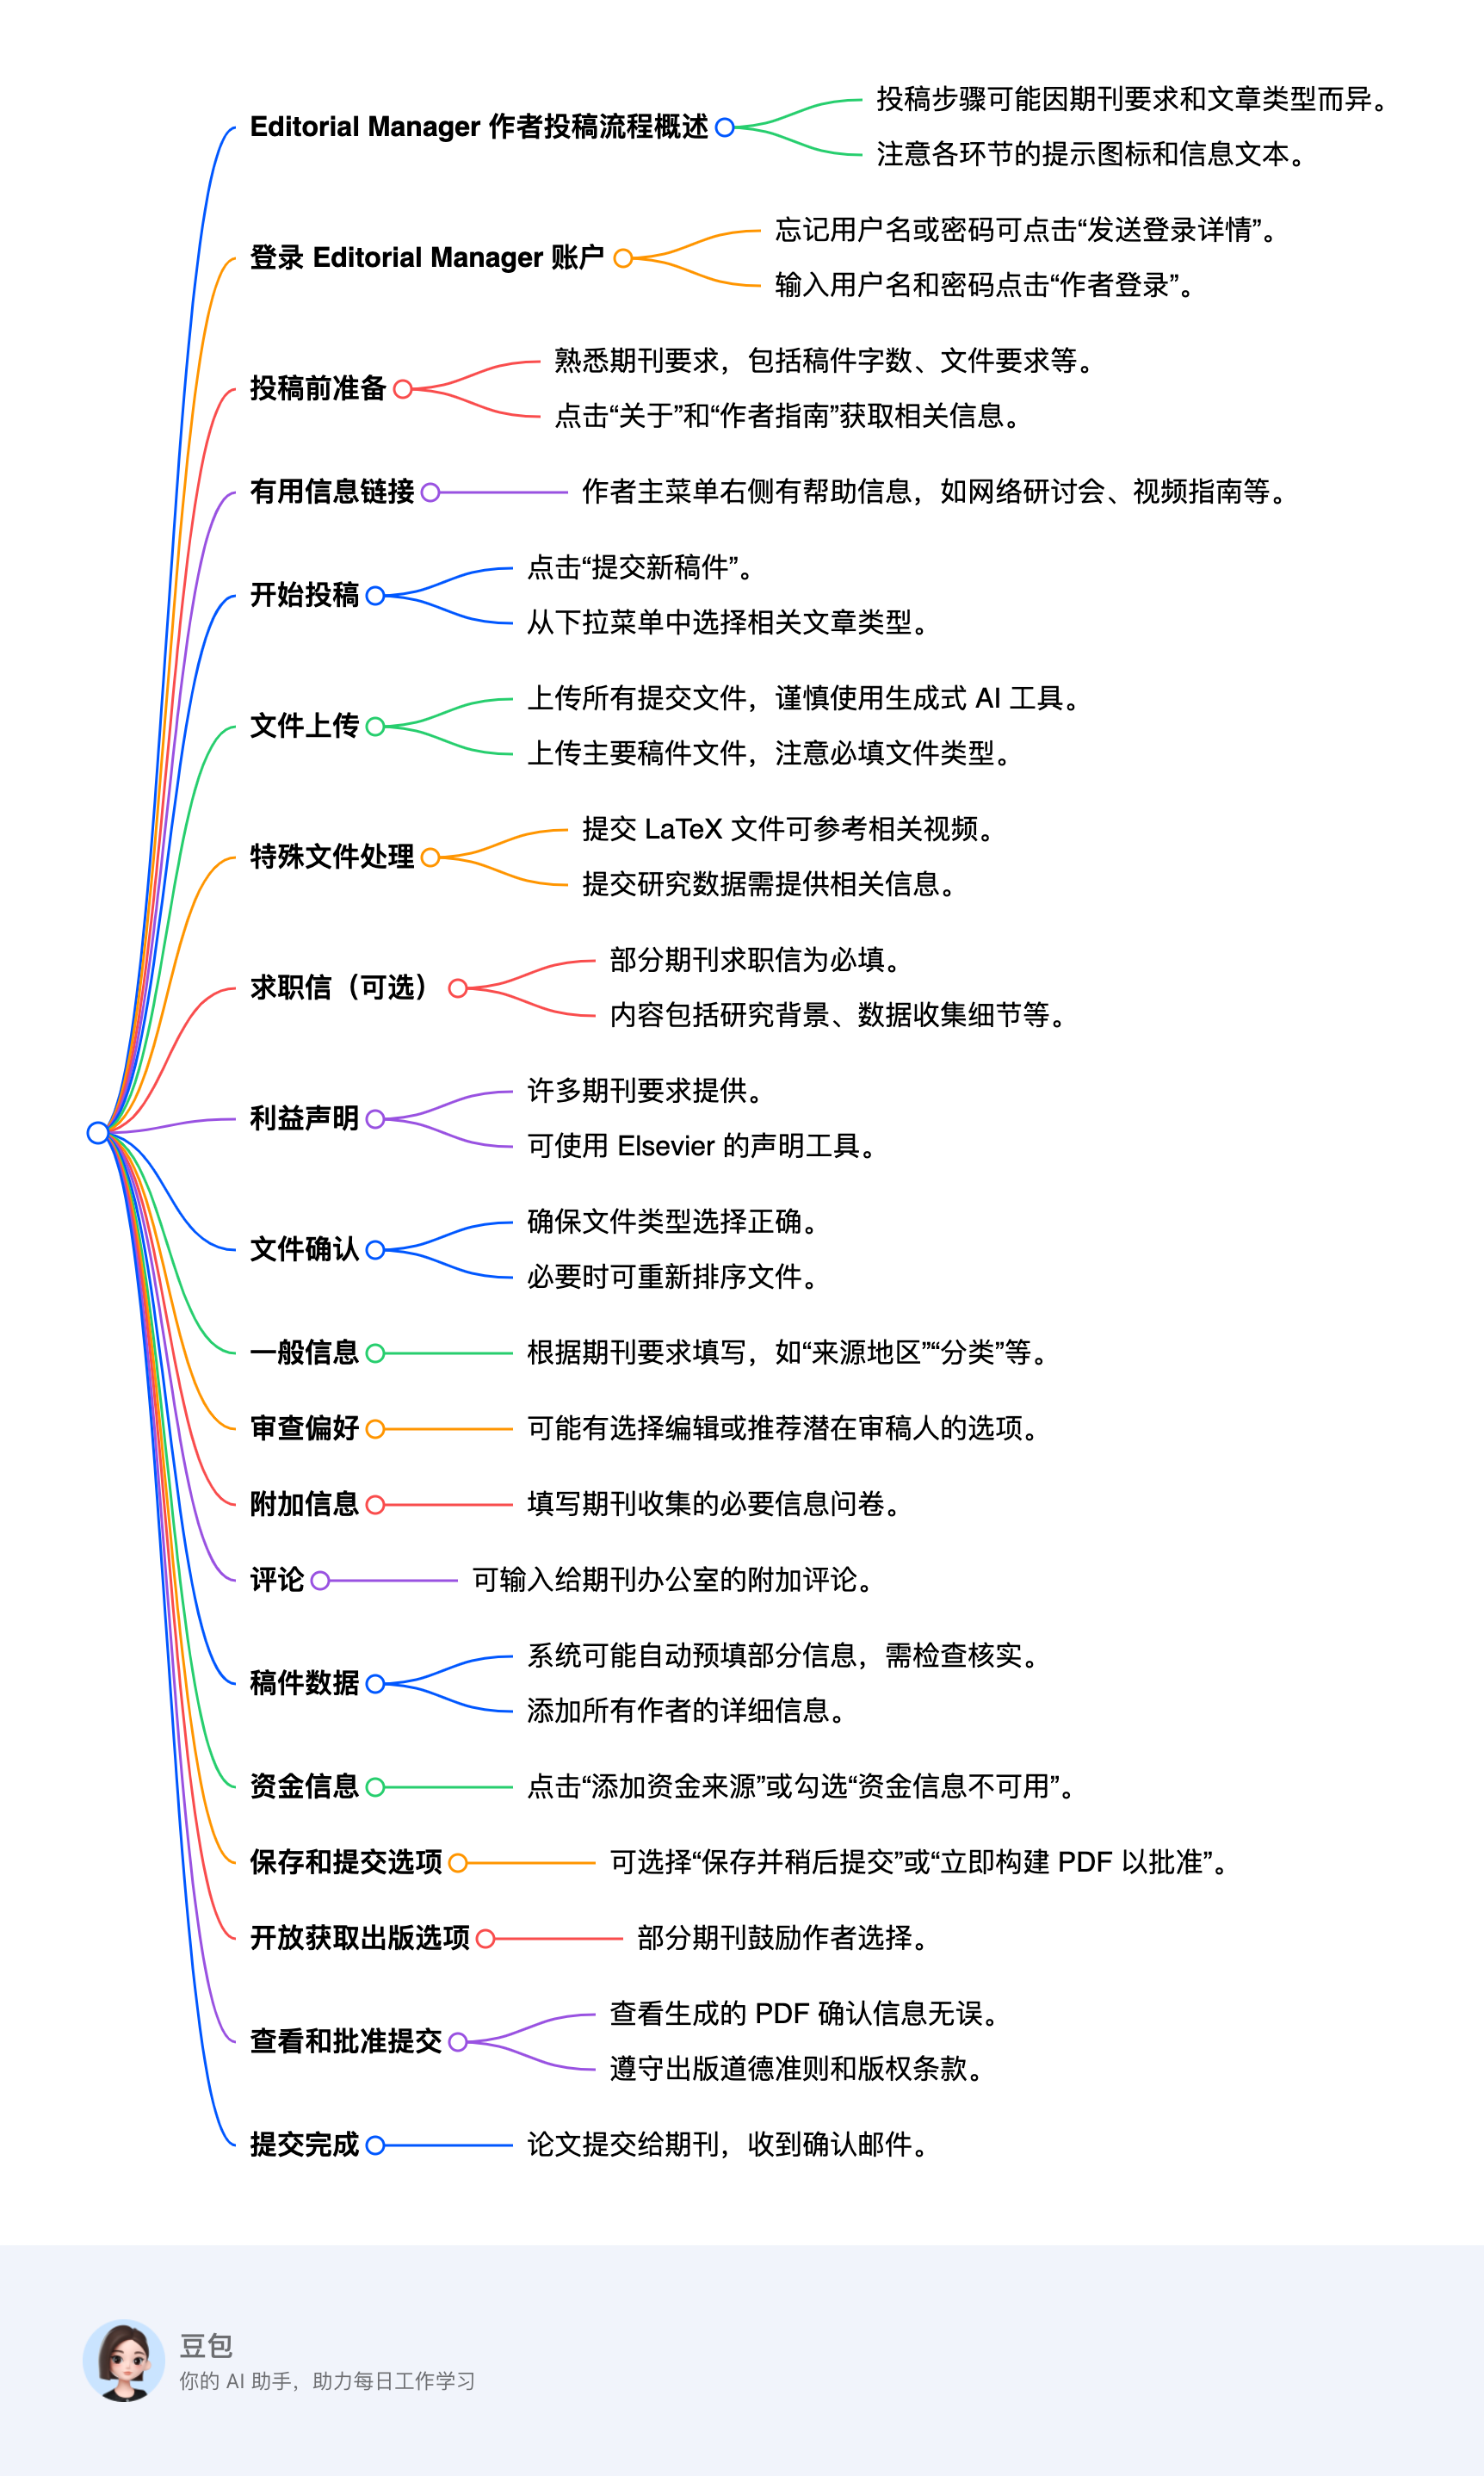 Editorial Manager 作者投稿流程概述
投稿步骤可能因期刊要求和文章类型而异。
注意各环节的提示图标和信息文本。
登录 Editorial Manager 账户
忘记用户名或密码可点击“发送登录详情”。
输入用户名和密码点击“作者登录”。
投稿前准备
熟悉期刊要求，包括稿件字数、文件要求等。
点击“关于”和“作者指南”获取相关信息。
有用信息链接
作者主菜单右侧有帮助信息，如网络研讨会、视频指南等。
开始投稿
点击“提交新稿件”。
从下拉菜单中选择相关文章类型。
文件上传
上传所有提交文件，谨慎使用生成式 AI 工具。
上传主要稿件文件，注意必填文件类型。
特殊文件处理
提交 LaTeX 文件可参考相关视频。
提交研究数据需提供相关信息。
求职信（可选）
部分期刊求职信为必填。
内容包括研究背景、数据收集细节等。
利益声明
许多期刊要求提供。
可使用 Elsevier 的声明工具。
文件确认
确保文件类型选择正确。
必要时可重新排序文件。
一般信息
根据期刊要求填写，如“来源地区”“分类”等。
审查偏好
可能有选择编辑或推荐潜在审稿人的选项。
附加信息
填写期刊收集的必要信息问卷。
评论
可输入给期刊办公室的附加评论。
稿件数据
系统可能自动预填部分信息，需检查核实。
添加所有作者的详细信息。
资金信息
点击“添加资金来源”或勾选“资金信息不可用”。
保存和提交选项
可选择“保存并稍后提交”或“立即构建 PDF 以批准”。
开放获取出版选项
部分期刊鼓励作者选择。
查看和批准提交
查看生成的 PDF 确认信息无误。
遵守出版道德准则和版权条款。
提交完成
论文提交给期刊，收到确认邮件。
豆包
你的 AI 助手，助力每日工作学习